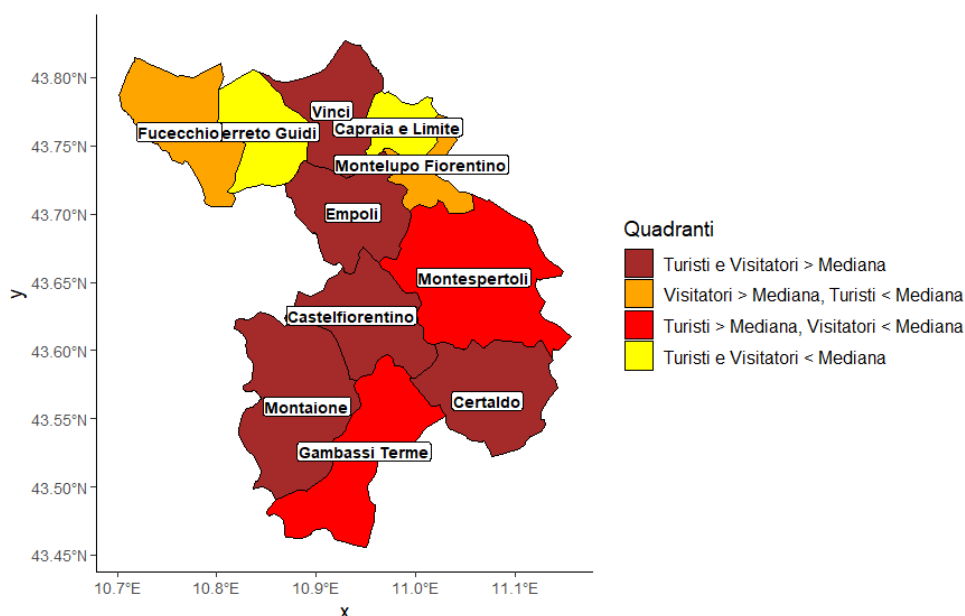 43.80°N
43.75°N
43.70°N
43.65°N
43.60°N
43.55°N
43.50°N
43.45°N
y
Vinci
Fucecchio
erreto Guidi
Capraia e Limite
Montelupo Fiorentino
Empoli
Montespertoli
Castelfiorentino
Montaione
Certaldo
Gambassi Terme
10.7°E
10.8°E
10.9°E
11.0°E
11.1°E
x
Quadranti
Turisti e Visitatori > Mediana
Visitatori > Mediana, Turisti < Mediana
Turisti > Mediana, Visitatori < Mediana
Turisti e Visitatori < Mediana